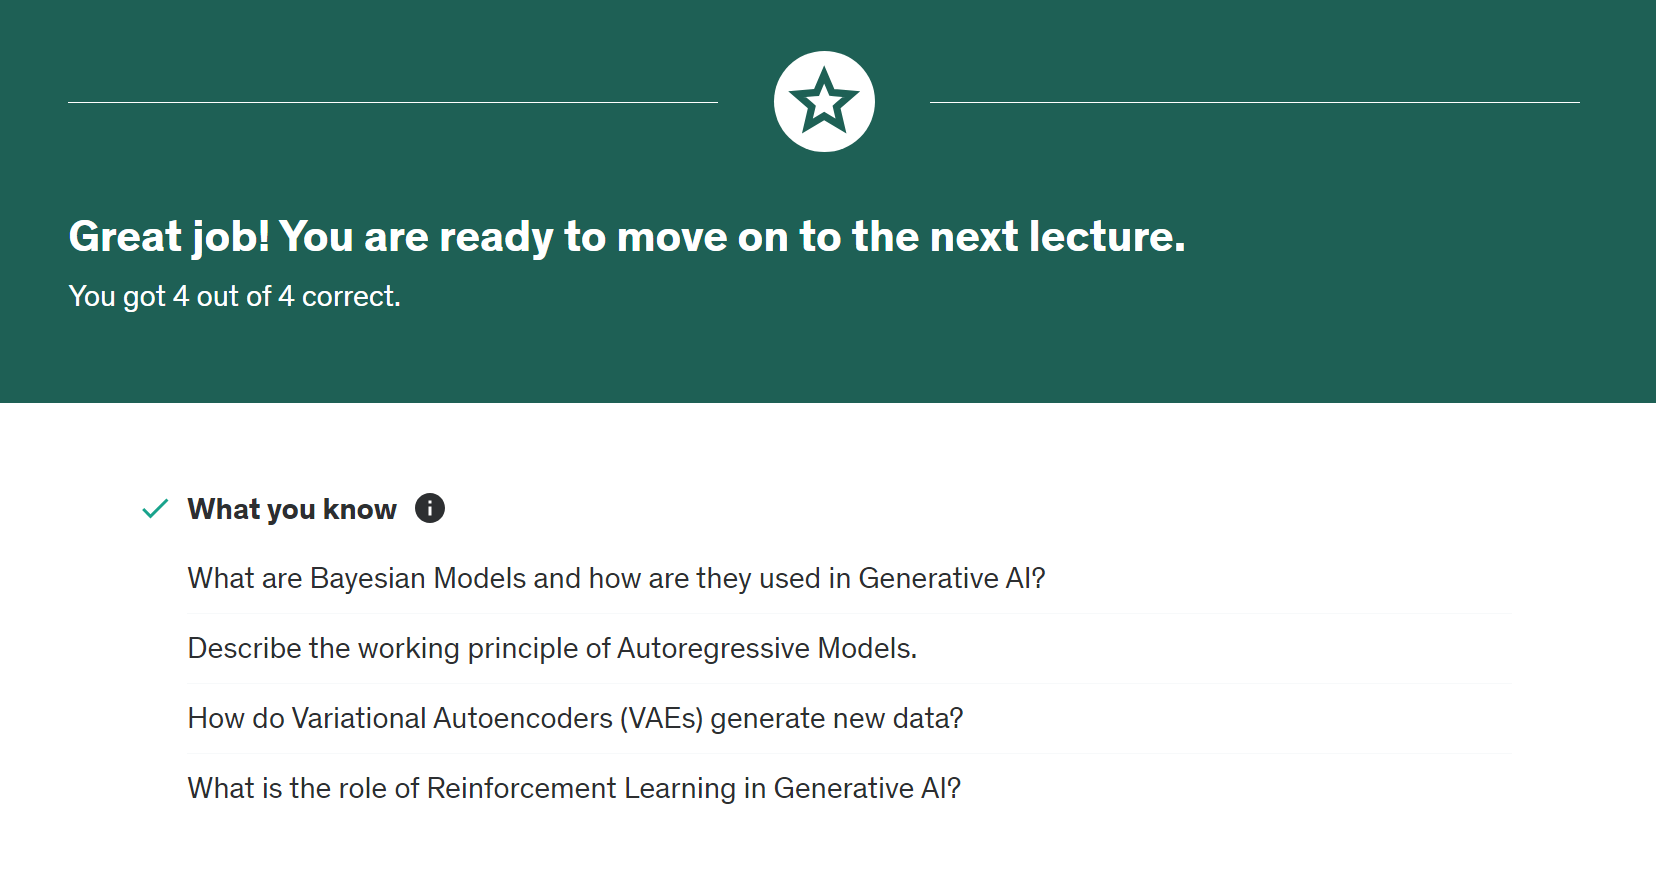 Great job! You are ready to move on to the next lecture.
You got 4 out of 4 correct.
What you know
What are Bayesian Models and how are they used in Generative AI?
Describe the working principle of Autoregressive Models.
How do Variational Autoencoders (VAEs) generate new data?
What is the role of Reinforcement Learning in Generative AI?